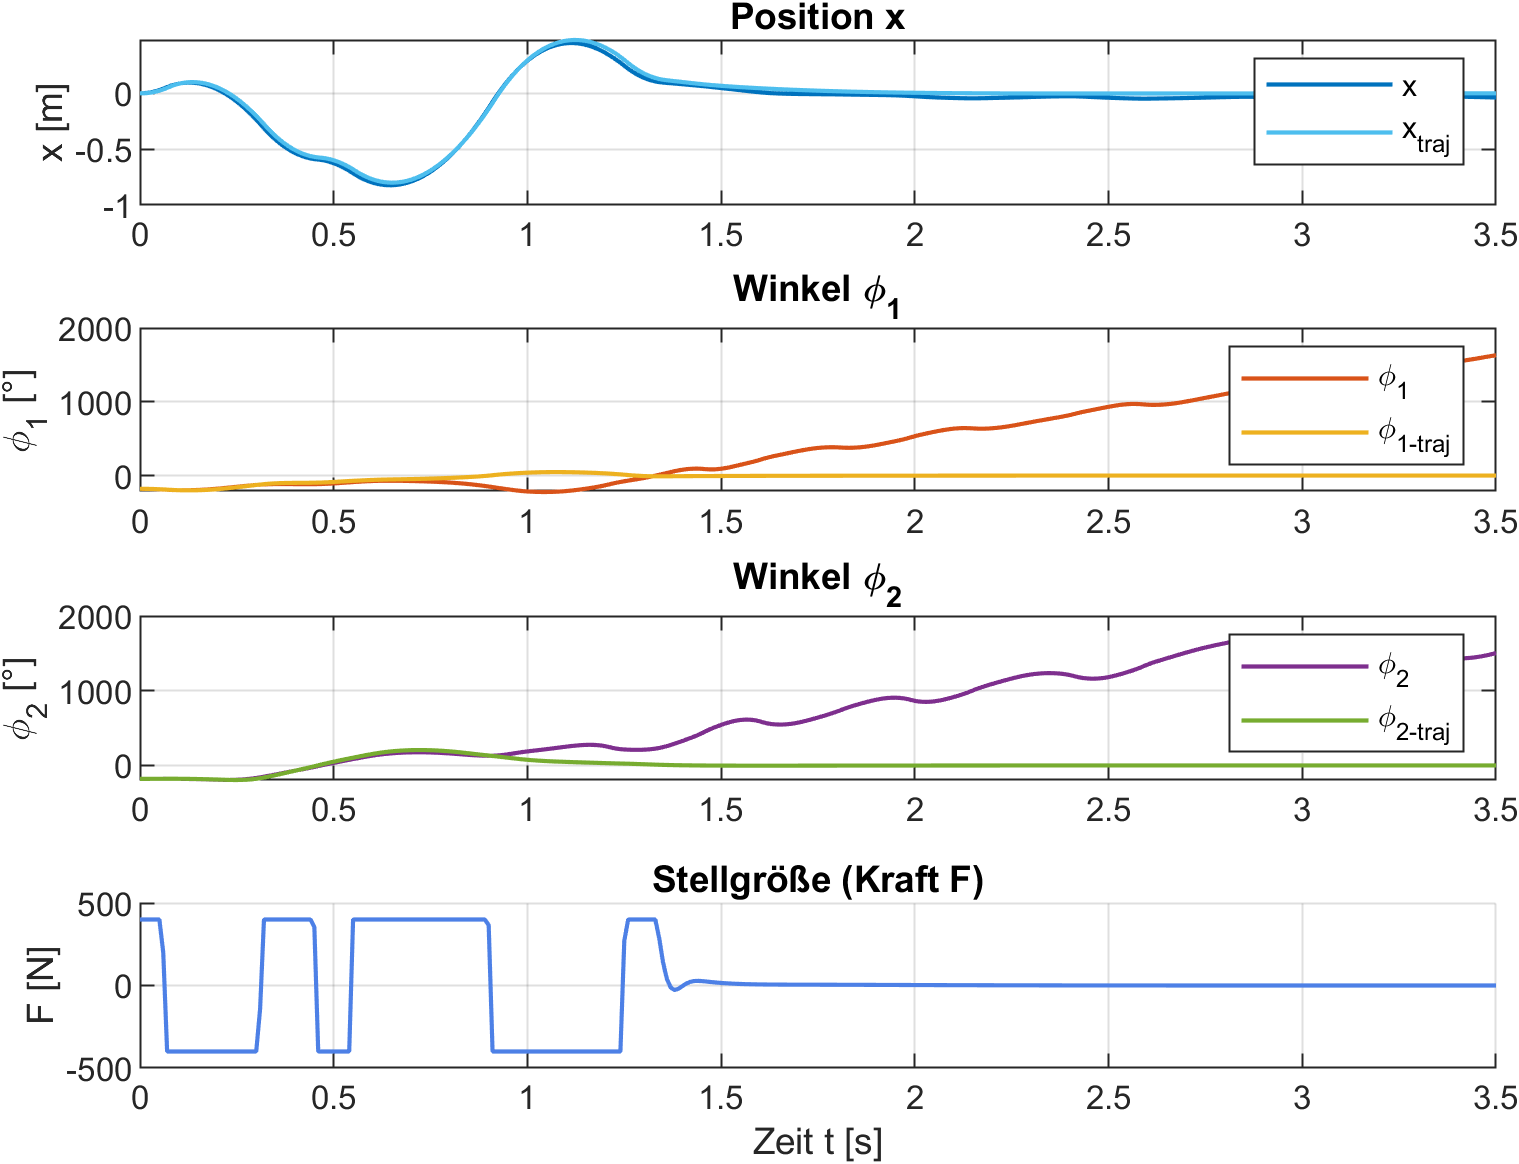 Position x
x [m]
0
-0.5
-1
0 0.5 1 1.5 2 2.5 3 3.5
x
x_traj
Winkel ϕ_1
ϕ_1 [°]
2000
1000
0
0 0.5 1 1.5 2 2.5 3 3.5
ϕ_1
ϕ_1-traj
Winkel ϕ_2
ϕ_2 [°]
2000
1000
0
0 0.5 1 1.5 2 2.5 3 3.5
ϕ_2
ϕ_2-traj
Stellgröße (Kraft F)
F [N]
500
0
-500
0 0.5 1 1.5 2 2.5 3 3.5
Zeit t [s]